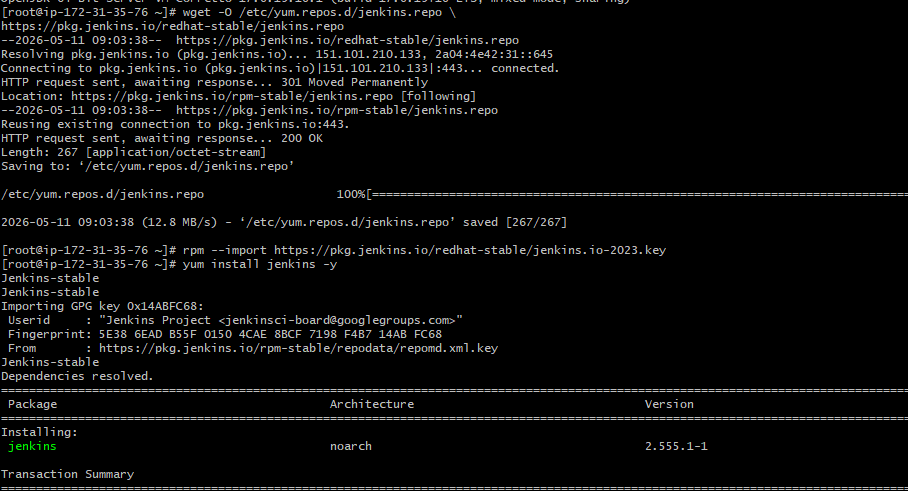 [root@ip-172-31-35-76 ~]# wget -O /etc/yum.repos.d/jenkins.repo \
https://pkg.jenkins.io/redhat-stable/jenkins.repo
--2026-05-11 09:03:38--  https://pkg.jenkins.io/redhat-stable/jenkins.repo
Resolving pkg.jenkins.io (pkg.jenkins.io)... 151.101.210.133, 2a04:4e42:31::645
Connecting to pkg.jenkins.io (pkg.jenkins.io)|151.101.210.133|:443... connected.
HTTP request sent, awaiting response... 301 Moved Permanently
Location: https://pkg.jenkins.io/rpm-stable/jenkins.repo [following]
--2026-05-11 09:03:38--  https://pkg.jenkins.io/rpm-stable/jenkins.repo
Reusing existing connection to pkg.jenkins.io:443.
HTTP request sent, awaiting response... 200 OK
Length: 267 [application/octet-stream]
Saving to: ‘/etc/yum.repos.d/jenkins.repo’
/etc/yum.repos.d/jenkins.repo 100%[==============================================================================
2026-05-11 09:03:38 (12.8 MB/s) - ‘/etc/yum.repos.d/jenkins.repo’ saved [267/267]
[root@ip-172-31-35-76 ~]# rpm --import https://pkg.jenkins.io/redhat-stable/jenkins.io-2023.key
[root@ip-172-31-35-76 ~]# yum install jenkins -y
Jenkins-stable
Jenkins-stable
Importing GPG key 0x14ABFC68:
 Userid     : "Jenkins Project <jenkinsci-board@googlegroups.com>"
 Fingerprint: 5E38 6EAD B55F 0150 4CAE 8BCF 7198 F4B7 14AB FC68
 From       : https://pkg.jenkins.io/rpm-stable/repodata/repomd.xml.key
Jenkins-stable
Dependencies resolved.
 Package Architecture Version
Installing:
 jenkins noarch 2.555.1-1
Transaction Summary